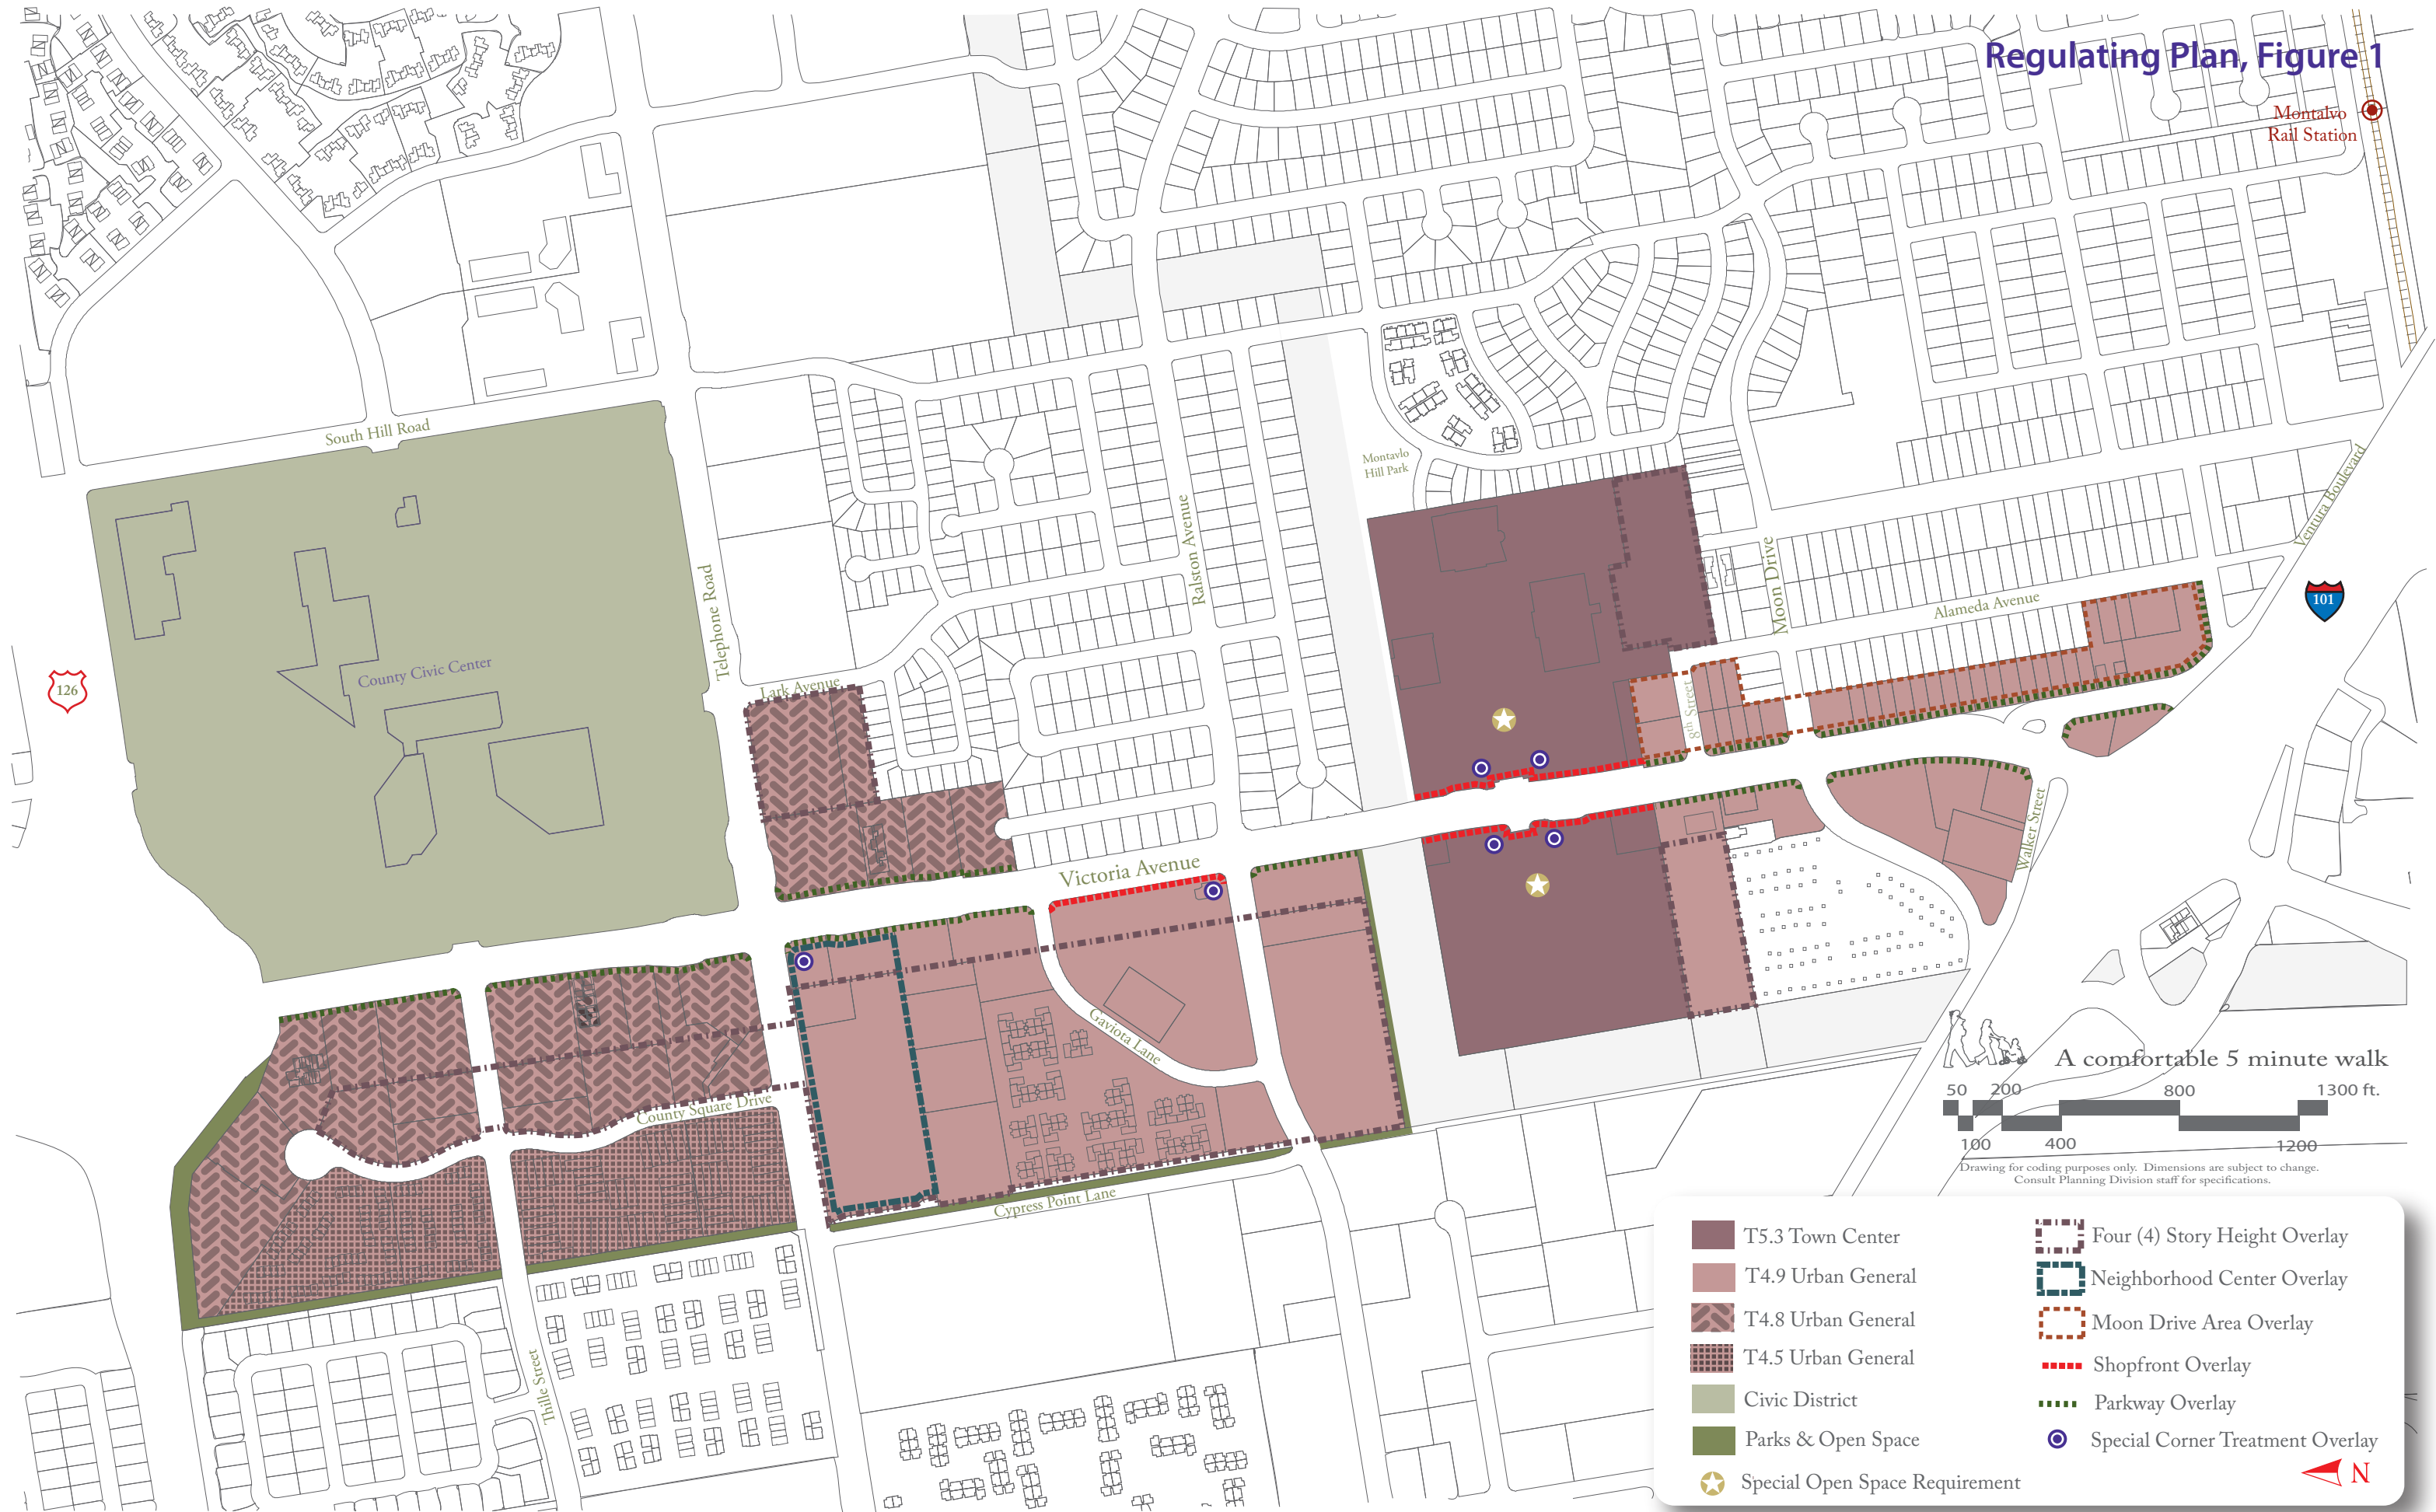 Regulating Plan, Figure 1
Montalvo
Rail Station
South Hill Road
Montavlo
Hill Park
Ventura Boulevard
Ralston Avenue
Telephone Road
Moon Drive
Alameda Avenue
101
126
County Civic Center
Lark Avenue
8th Street
Walker Street
Victoria Avenue
Gaviota Lane
County Square Drive
Cypress Point Lane
Thille Street
A comfortable 5 minute walk
50 200 800 1300 ft.
100 400 1200
Drawing for coding purposes only. Dimensions are subject to change.
Consult Planning Division staff for specifications.
T5.3 Town Center
T4.9 Urban General
T4.8 Urban General
T4.5 Urban General
Civic District
Parks & Open Space
Special Open Space Requirement
Four (4) Story Height Overlay
Neighborhood Center Overlay
Moon Drive Area Overlay
Shopfront Overlay
Parkway Overlay
Special Corner Treatment Overlay
N